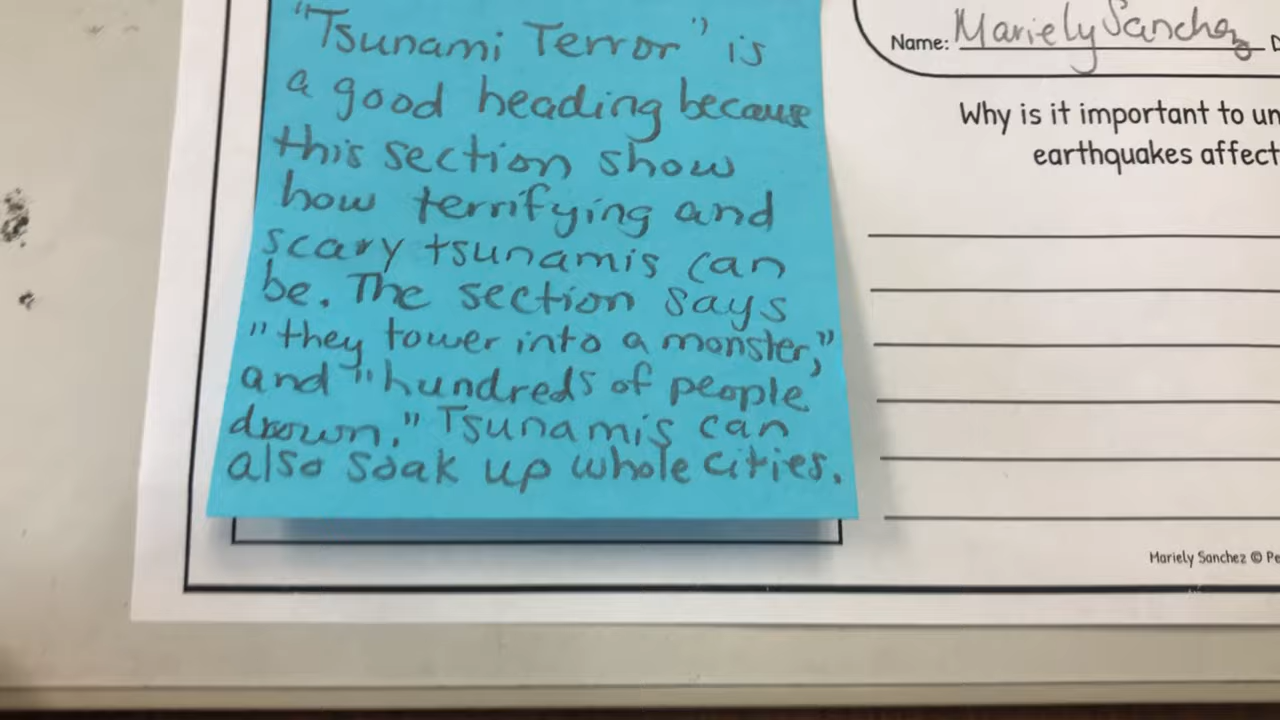 "Tsunami Terror" is
a good heading because
this section show
how terrifying and
scary tsunamis can
be. The section says
"they tower into a monster,"
and "hundreds of people
drown." Tsunamis can
also soak up whole cities.
Name: Mariely Sanchez D
Why is it important to un
earthquakes affect
Mariely Sanchez © Pe